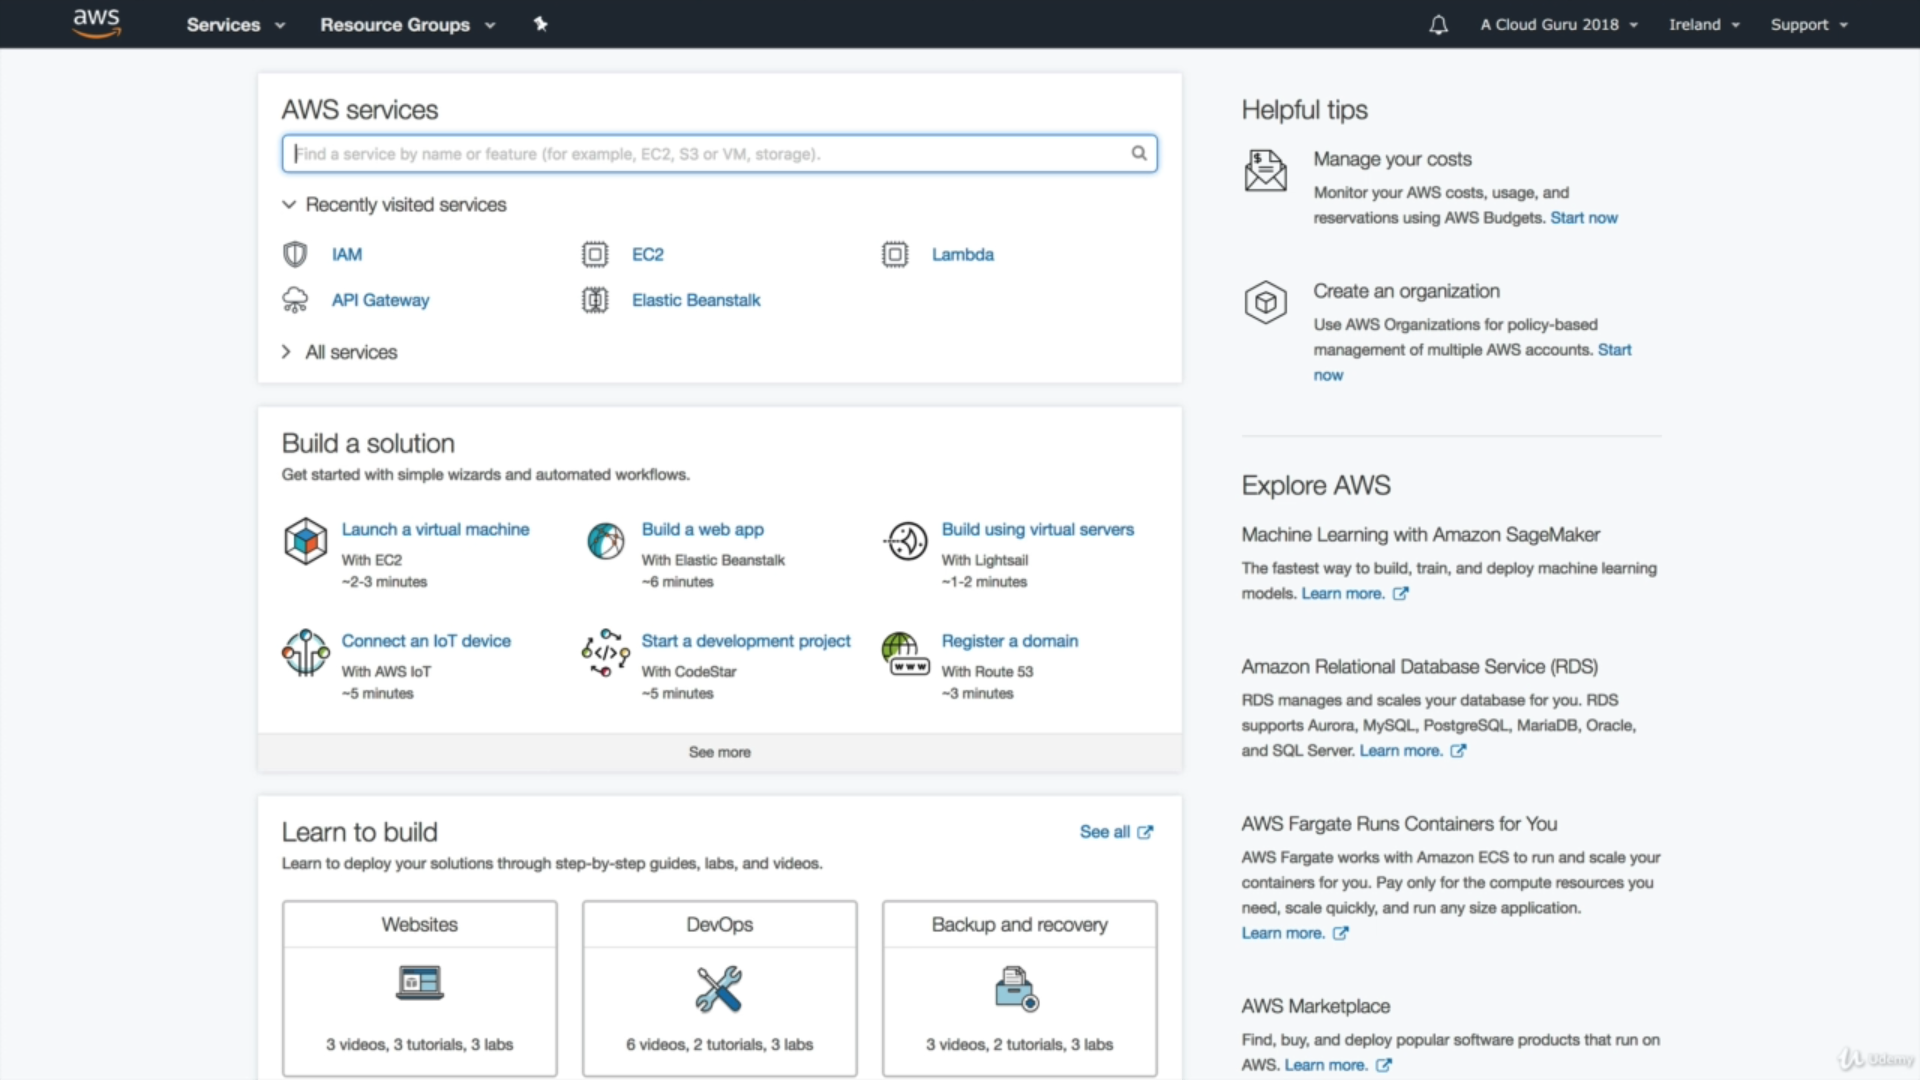 aws Services Resource Groups A Cloud Guru 2018 Ireland Support
AWS services
Find a service by name or feature (for example, EC2, S3 or VM, storage).
Recently visited services
IAM EC2 Lambda
API Gateway Elastic Beanstalk
All services
Build a solution
Get started with simple wizards and automated workflows.
Launch a virtual machine
With EC2
~2-3 minutes
Build a web app
With Elastic Beanstalk
~6 minutes
Build using virtual servers
With Lightsail
~1-2 minutes
Connect an IoT device
With AWS IoT
~5 minutes
Start a development project
With CodeStar
~5 minutes
www
Register a domain
With Route 53
~3 minutes
See more
Learn to build
See all
Learn to deploy your solutions through step-by-step guides, labs, and videos.
Websites
3 videos, 3 tutorials, 3 labs
DevOps
6 videos, 2 tutorials, 3 labs
Backup and recovery
3 videos, 2 tutorials, 3 labs
Helpful tips
Manage your costs
Monitor your AWS costs, usage, and
reservations using AWS Budgets. Start now
Create an organization
Use AWS Organizations for policy-based
management of multiple AWS accounts. Start
now
Explore AWS
Machine Learning with Amazon SageMaker
The fastest way to build, train, and deploy machine learning
models. Learn more.
Amazon Relational Database Service (RDS)
RDS manages and scales your database for you. RDS
supports Aurora, MySQL, PostgreSQL, MariaDB, Oracle,
and SQL Server. Learn more.
AWS Fargate Runs Containers for You
AWS Fargate works with Amazon ECS to run and scale your
containers for you. Pay only for the compute resources you
need, scale quickly, and run any size application.
Learn more.
AWS Marketplace
Find, buy, and deploy popular software products that run on
AWS. Learn more.
Udemy